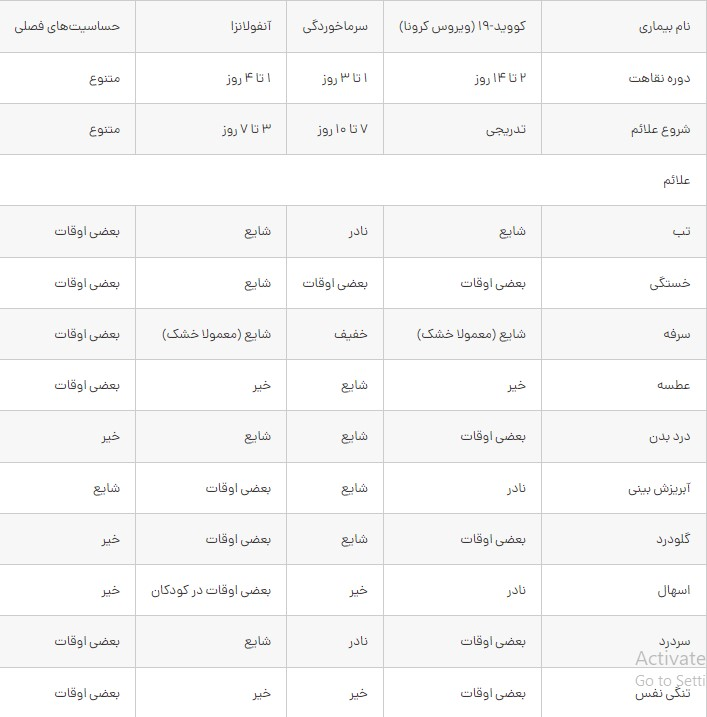 نام بیماری کووید-۱۹ (ویروس کرونا) سرماخوردگی آنفولانزا حساسیت‌های فصلی
دوره نقاهت ۲ تا ۱۴ روز ۱ تا ۳ روز ۱ تا ۴ روز متنوع
شروع علائم تدریجی ۷ تا ۱۰ روز ۳ تا ۷ روز متنوع
علائم
تب شایع نادر شایع بعضی اوقات
خستگی بعضی اوقات بعضی اوقات شایع بعضی اوقات
سرفه شایع (معمولا خشک) خفیف شایع (معمولا خشک) بعضی اوقات
عطسه خیر شایع خیر بعضی اوقات
درد بدن بعضی اوقات شایع شایع خیر
آبریزش بینی نادر شایع بعضی اوقات شایع
گلودرد بعضی اوقات شایع بعضی اوقات خیر
اسهال نادر خیر بعضی اوقات در کودکان خیر
سردرد بعضی اوقات نادر شایع بعضی اوقات
Activate
تنگی نفس بعضی اوقات خیر خیر بعضی اوقات
Go to Setti